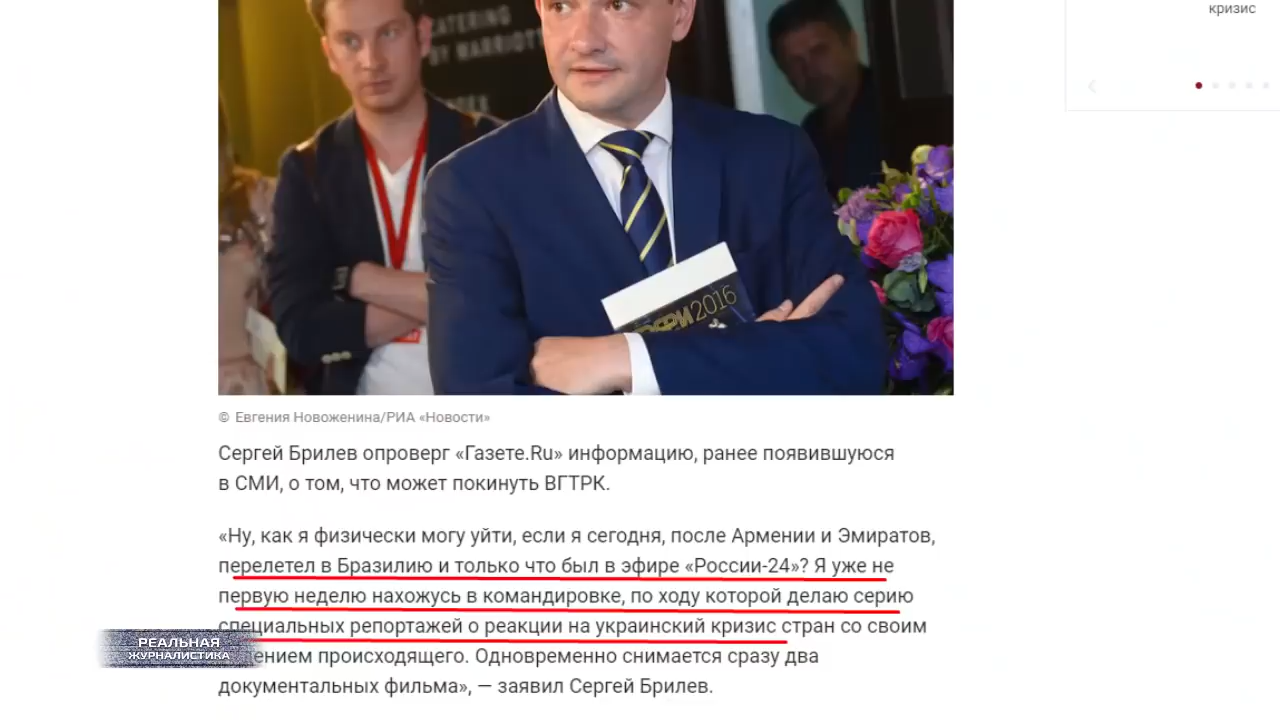 кризис
CATERING
BY MARRIOTT
2016
© Евгения Новоженина/РИА «Новости»
Сергей Брилев опроверг «Газете.Ru» информацию, ранее появившуюся
в СМИ, о том, что может покинуть ВГТРК.
«Ну, как я физически могу уйти, если я сегодня, после Армении и Эмиратов,
перелетел в Бразилию и только что был в эфире «России-24»? Я уже не
первую неделю нахожусь в командировке, по ходу которой делаю серию
специальных репортажей о реакции на украинский кризис стран со своим
происходящего. Одновременно снимается сразу два
документальных фильма», — заявил Сергей Брилев.
РЕАЛЬНАЯ
ЖУРНАЛИСТИКА